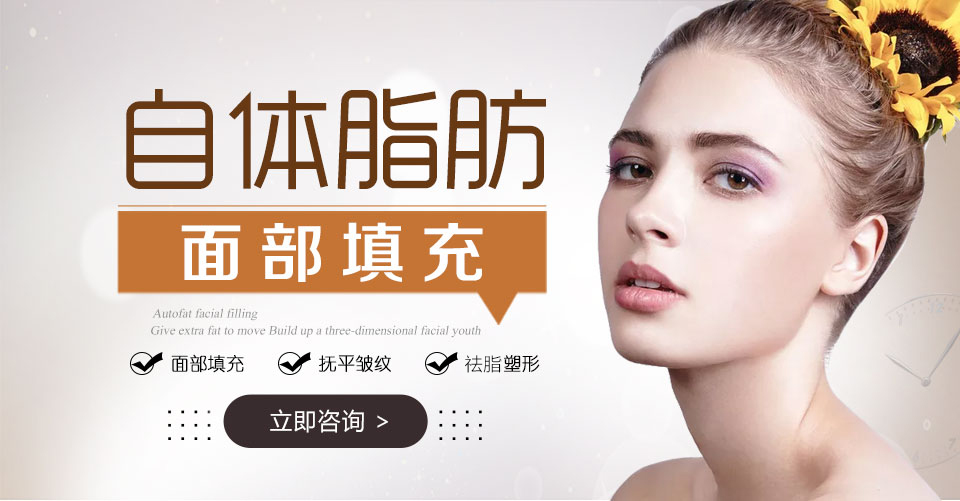 自体脂肪
面部填充
Autofat facial filling
Give extra fat to move Build up a three-dimensional facial youth
面部填充 抚平皱纹 祛脂塑形
立即咨询 >